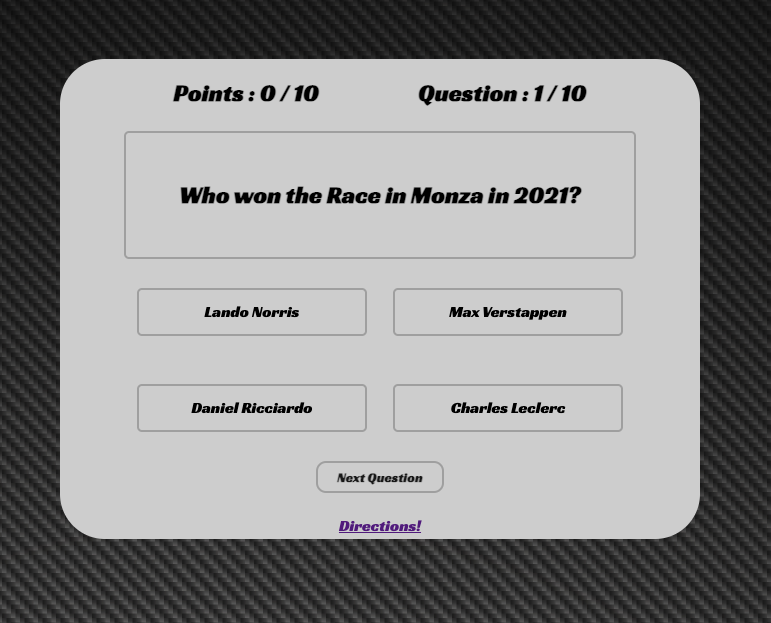 Points : 0 / 10 Question : 1 / 10
Who won the Race in Monza in 2021?
Lando Norris Max Verstappen
Daniel Ricciardo Charles Leclerc
Next Question
Directions!